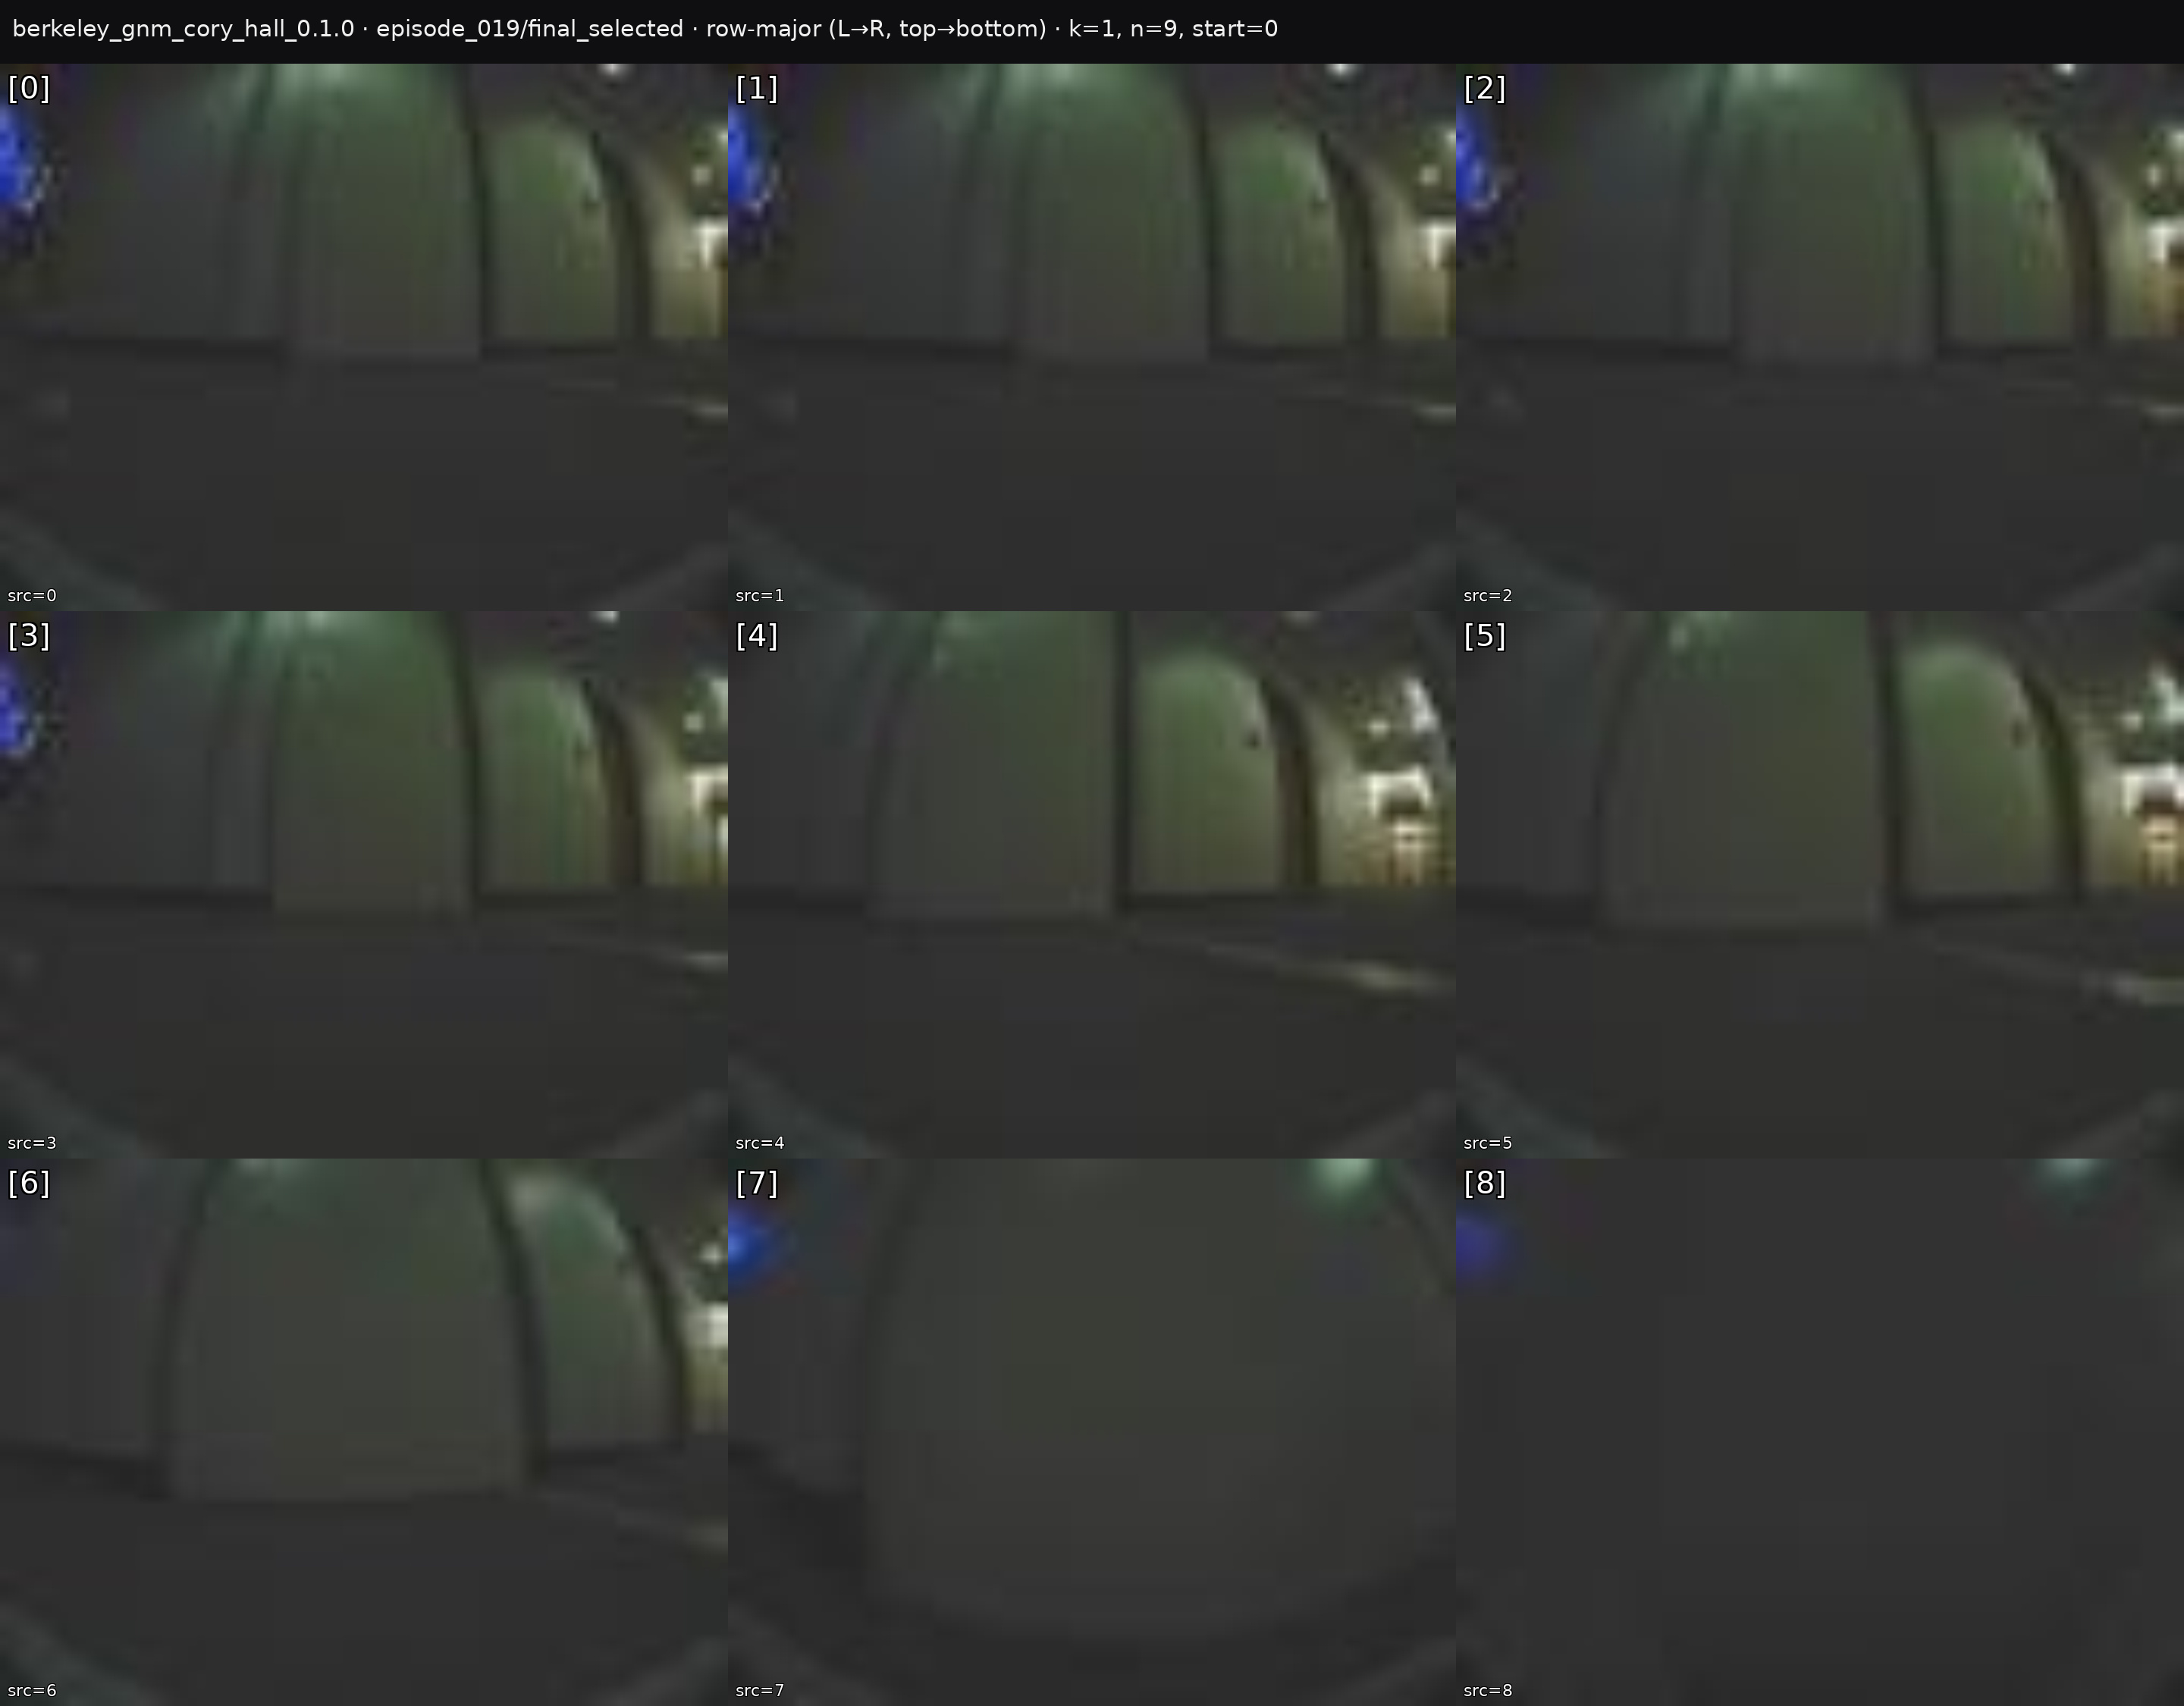 berkeley_gnm_cory_hall_0.1.0 · episode_019/final_selected · row-major (L→R, top→bottom) · k=1, n=9, start=0
[0]
[1]
[2]
src=0
src=1
src=2
[3]
[4]
[5]
src=3
src=4
src=5
[6]
[7]
[8]
src=6
src=7
src=8